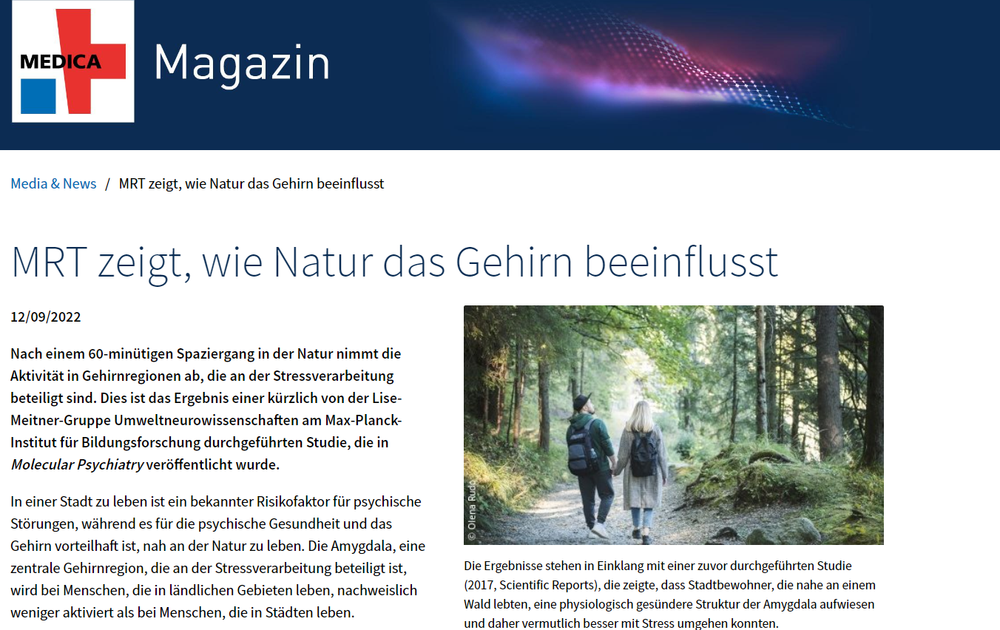 MEDICA
Magazin
Media & News / MRT zeigt, wie Natur das Gehirn beeinflusst
MRT zeigt, wie Natur das Gehirn beeinflusst
12/09/2022
Nach einem 60-minütigen Spaziergang in der Natur nimmt die
Aktivität in Gehirnregionen ab, die an der Stressverarbeitung
beteiligt sind. Dies ist das Ergebnis einer kürzlich von der Lise-
Meitner-Gruppe Umweltneurowissenschaften am Max-Planck-
Institut für Bildungsforschung durchgeführten Studie, die in
Molecular Psychiatry veröffentlicht wurde.
In einer Stadt zu leben ist ein bekannter Risikofaktor für psychische
Störungen, während es für die psychische Gesundheit und das
Gehirn vorteilhaft ist, nah an der Natur zu leben. Die Amygdala, eine
zentrale Gehirnregion, die an der Stressverarbeitung beteiligt ist,
wird bei Menschen, die in ländlichen Gebieten leben, nachweislich
weniger aktiviert als bei Menschen, die in Städten leben.
© Olena Rudo
Die Ergebnisse stehen in Einklang mit einer zuvor durchgeführten Studie
(2017, Scientific Reports), die zeigte, dass Stadtbewohner, die nahe an einem
Wald lebten, eine physiologisch gesündere Struktur der Amygdala aufwiesen
und daher vermutlich besser mit Stress umgehen konnten.